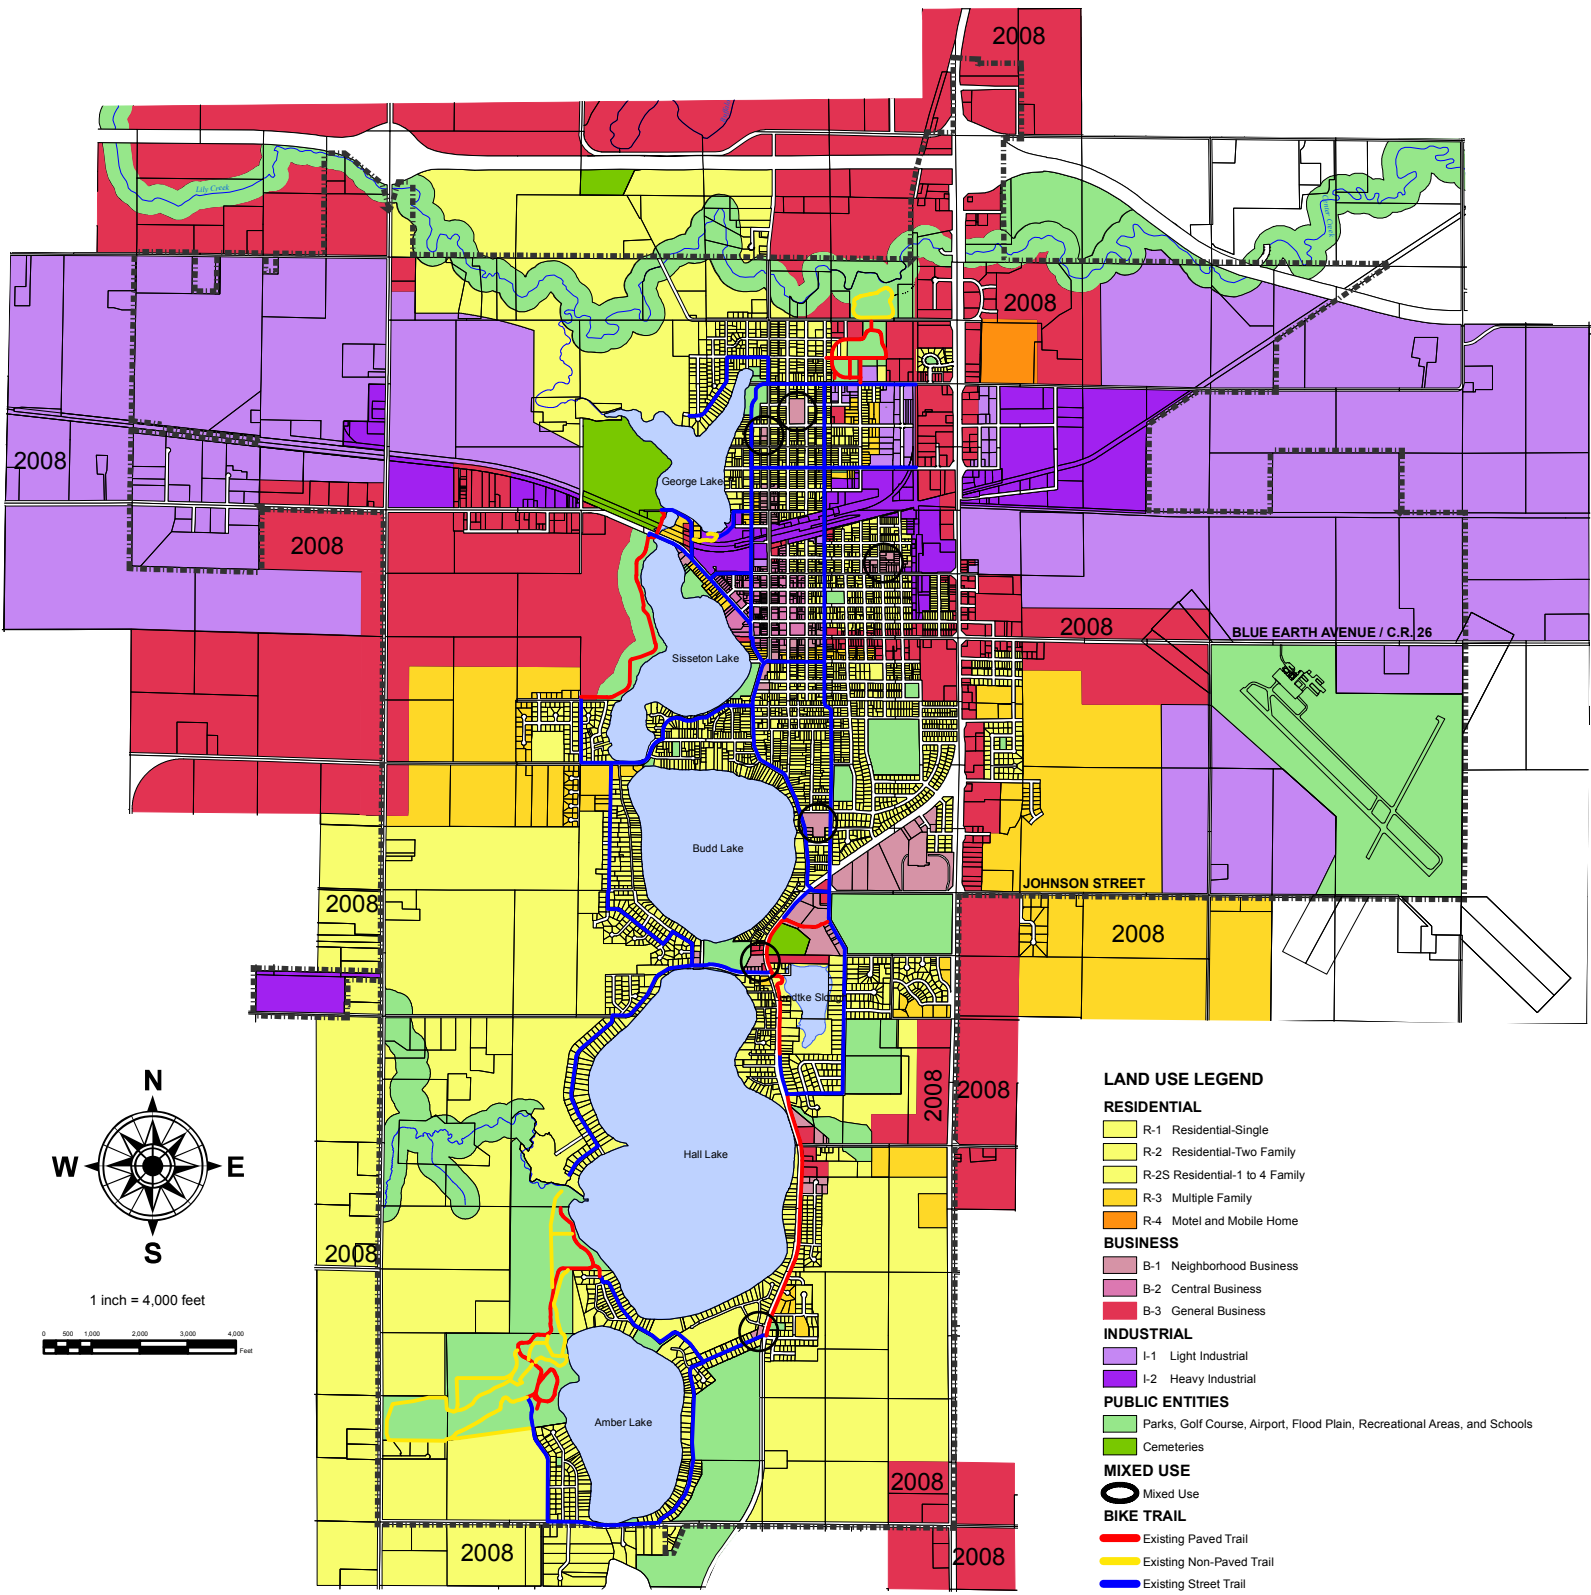 2008
Lily Creek
Center Creek
2008
2008
George Lake
2008
2008
BLUE EARTH AVENUE / C.R. 26
Sisseton Lake
Budd Lake
JOHNSON STREET
2008
2008
Hall Lake
2008
2008
2008
Amber Lake
2008
2008
2008
N
W
E
S
1 inch = 4,000 feet
0 500 1,000 2,000 3,000 4,000
Feet
LAND USE LEGEND
RESIDENTIAL
R-1 Residential-Single
R-2 Residential-Two Family
R-2S Residential-1 to 4 Family
R-3 Multiple Family
R-4 Motel and Mobile Home
BUSINESS
B-1 Neighborhood Business
B-2 Central Business
B-3 General Business
INDUSTRIAL
I-1 Light Industrial
I-2 Heavy Industrial
PUBLIC ENTITIES
Parks, Golf Course, Airport, Flood Plain, Recreational Areas, and Schools
Cemeteries
MIXED USE
Mixed Use
BIKE TRAIL
Existing Paved Trail
Existing Non-Paved Trail
Existing Street Trail